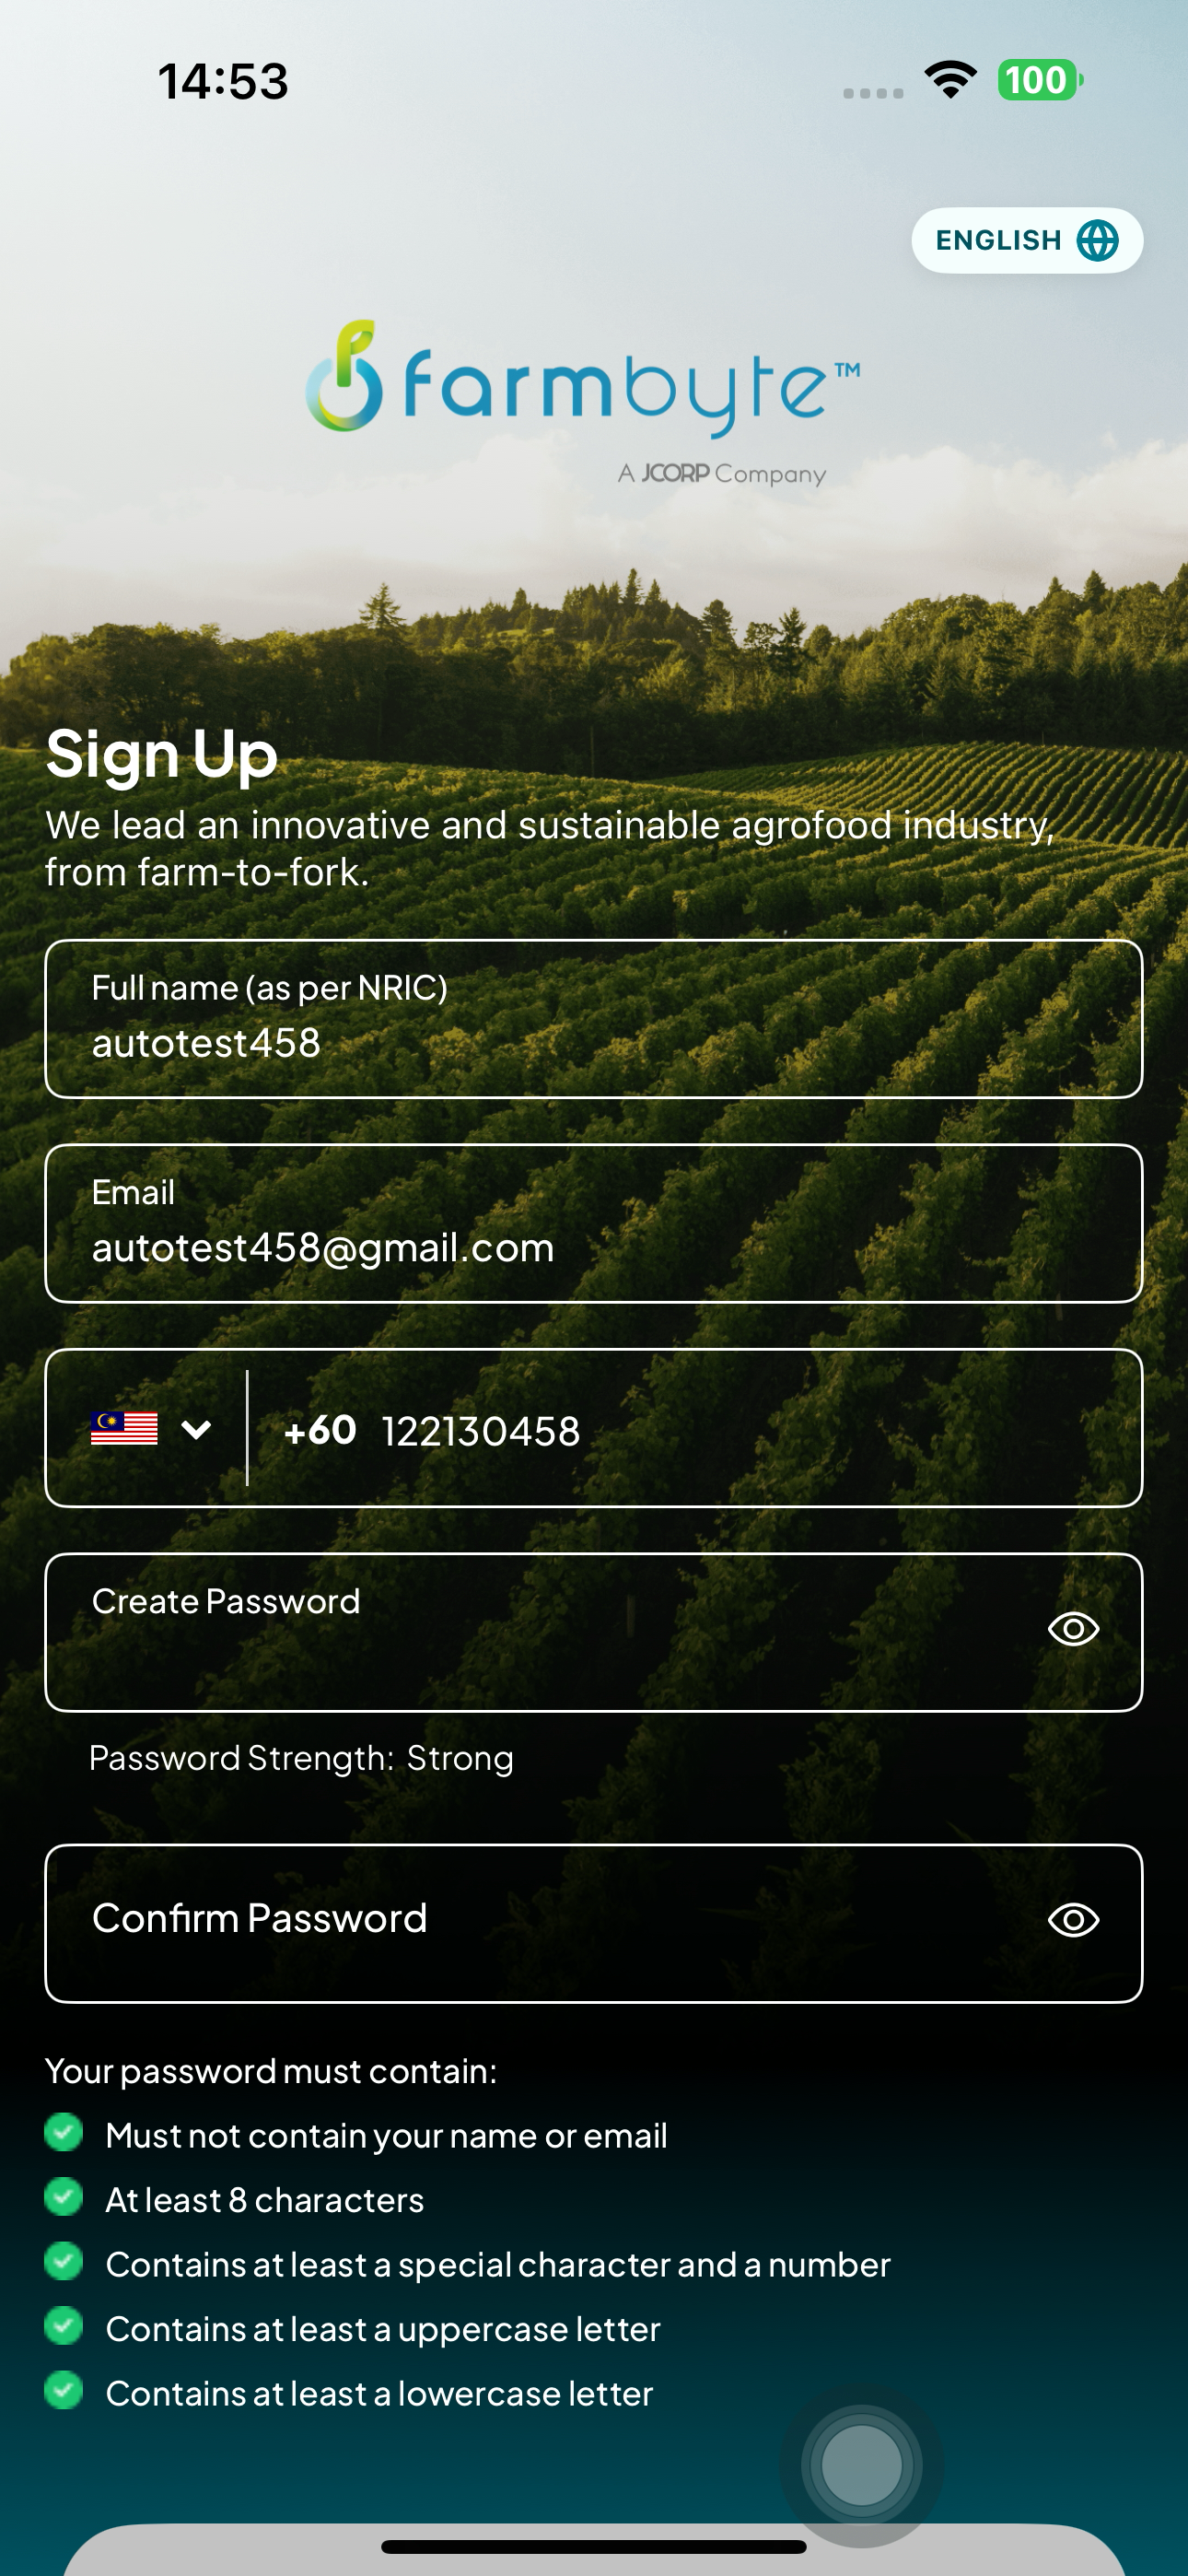 14:53
100
ENGLISH
farmbyte™
A JCORP Company
Sign Up
We lead an innovative and sustainable agrofood industry,
from farm-to-fork.
Full name (as per NRIC)
autotest458
Email
autotest458@gmail.com
+60 122130458
Create Password
Password Strength: Strong
Confirm Password
Your password must contain:
Must not contain your name or email
At least 8 characters
Contains at least a special character and a number
Contains at least a uppercase letter
Contains at least a lowercase letter